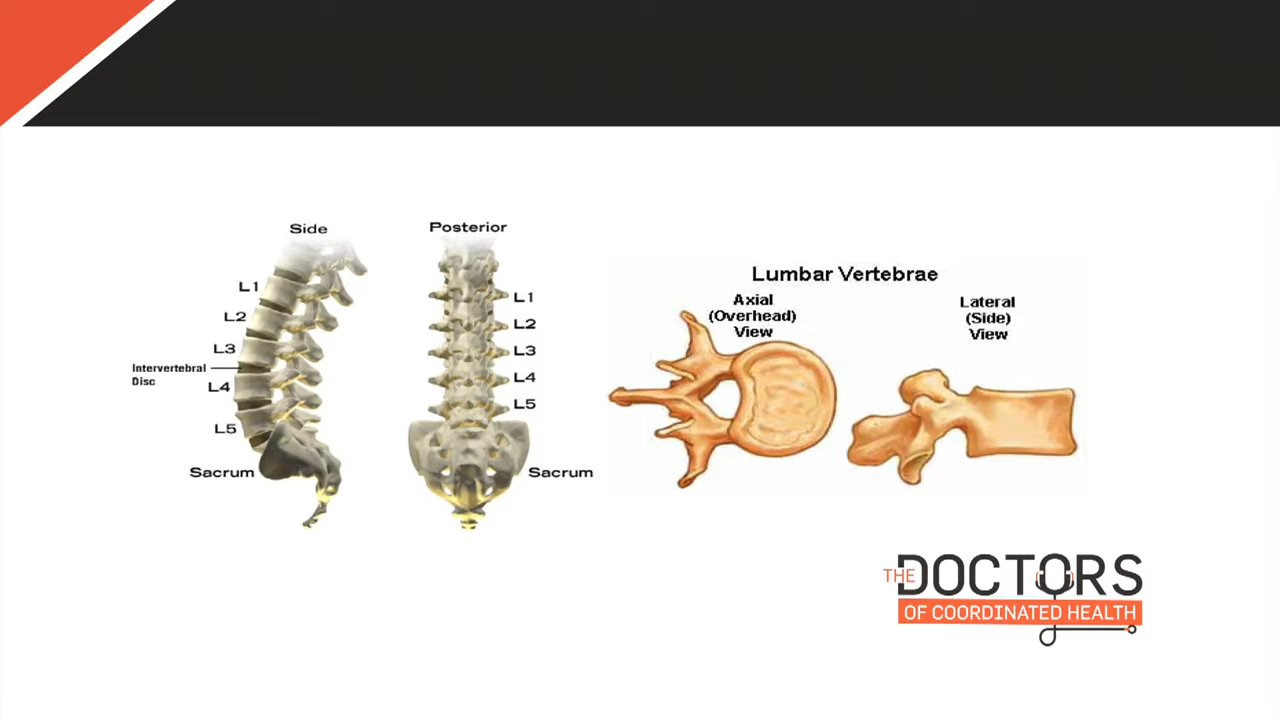 Side
L1
L2
L3
Intervertebral
Disc
L4
L5
Sacrum
Posterior
L1
L2
L3
L4
L5
Sacrum
Lumbar Vertebrae
Axial
(Overhead)
View
Lateral
(Side)
View
THE DOCTORS
OF COORDINATED HEALTH